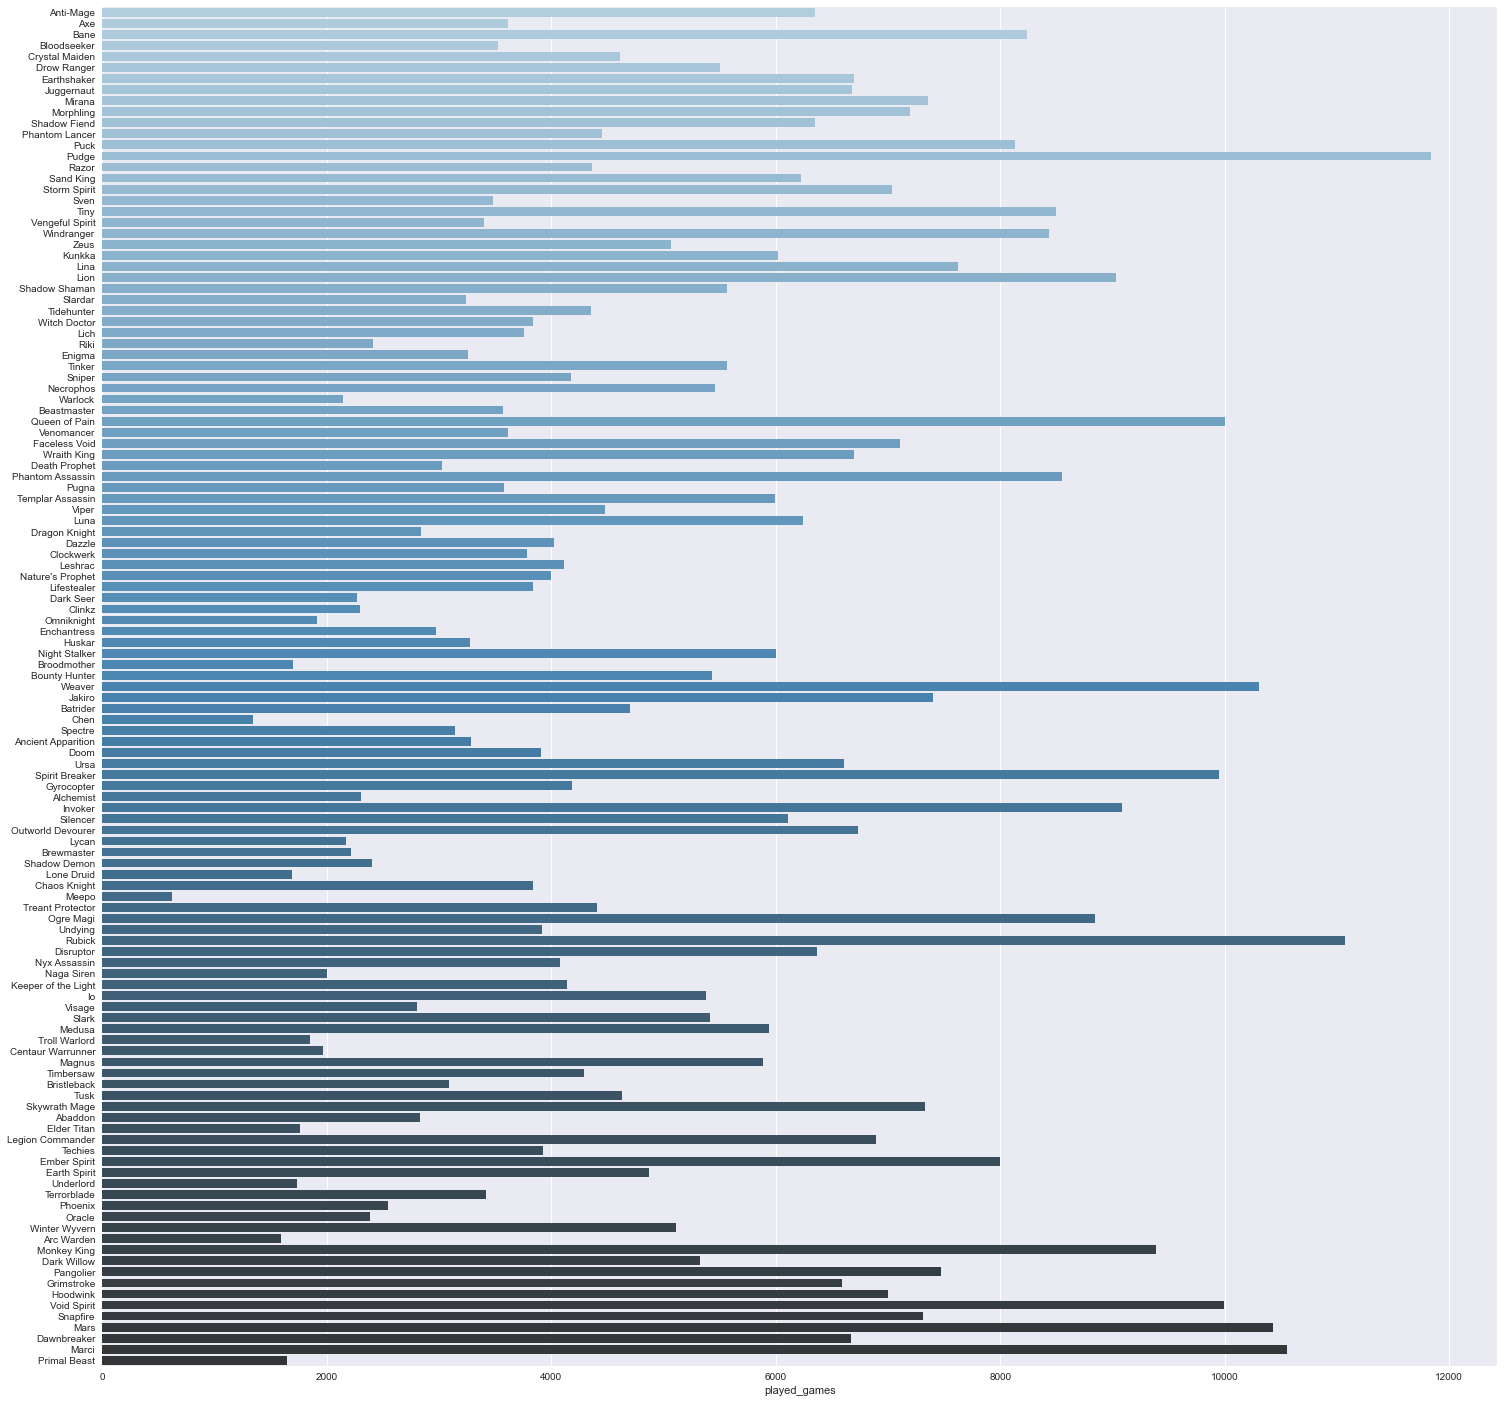 Anti-Mage
Axe
Bane
Bloodseeker
Crystal Maiden
Drow Ranger
Earthshaker
Juggernaut
Mirana
Morphling
Shadow Fiend
Phantom Lancer
Puck
Pudge
Razor
Sand King
Storm Spirit
Sven
Tiny
Vengeful Spirit
Windranger
Zeus
Kunkka
Lina
Lion
Shadow Shaman
Slardar
Tidehunter
Witch Doctor
Lich
Riki
Enigma
Tinker
Sniper
Necrophos
Warlock
Beastmaster
Queen of Pain
Venomancer
Faceless Void
Wraith King
Death Prophet
Phantom Assassin
Pugna
Templar Assassin
Viper
Luna
Dragon Knight
Dazzle
Clockwerk
Leshrac
Nature's Prophet
Lifestealer
Dark Seer
Clinkz
Omniknight
Enchantress
Huskar
Night Stalker
Broodmother
Bounty Hunter
Weaver
Jakiro
Batrider
Chen
Spectre
Ancient Apparition
Doom
Ursa
Spirit Breaker
Gyrocopter
Alchemist
Invoker
Silencer
Outworld Devourer
Lycan
Brewmaster
Shadow Demon
Lone Druid
Chaos Knight
Meepo
Treant Protector
Ogre Magi
Undying
Rubick
Disruptor
Nyx Assassin
Naga Siren
Keeper of the Light
Io
Visage
Slark
Medusa
Troll Warlord
Centaur Warrunner
Magnus
Timbersaw
Bristleback
Tusk
Skywrath Mage
Abaddon
Elder Titan
Legion Commander
Techies
Ember Spirit
Earth Spirit
Underlord
Terrorblade
Phoenix
Oracle
Winter Wyvern
Arc Warden
Monkey King
Dark Willow
Pangolier
Grimstroke
Hoodwink
Void Spirit
Snapfire
Mars
Dawnbreaker
Marci
Primal Beast
0 2000 4000 6000 8000 10000 12000
played_games